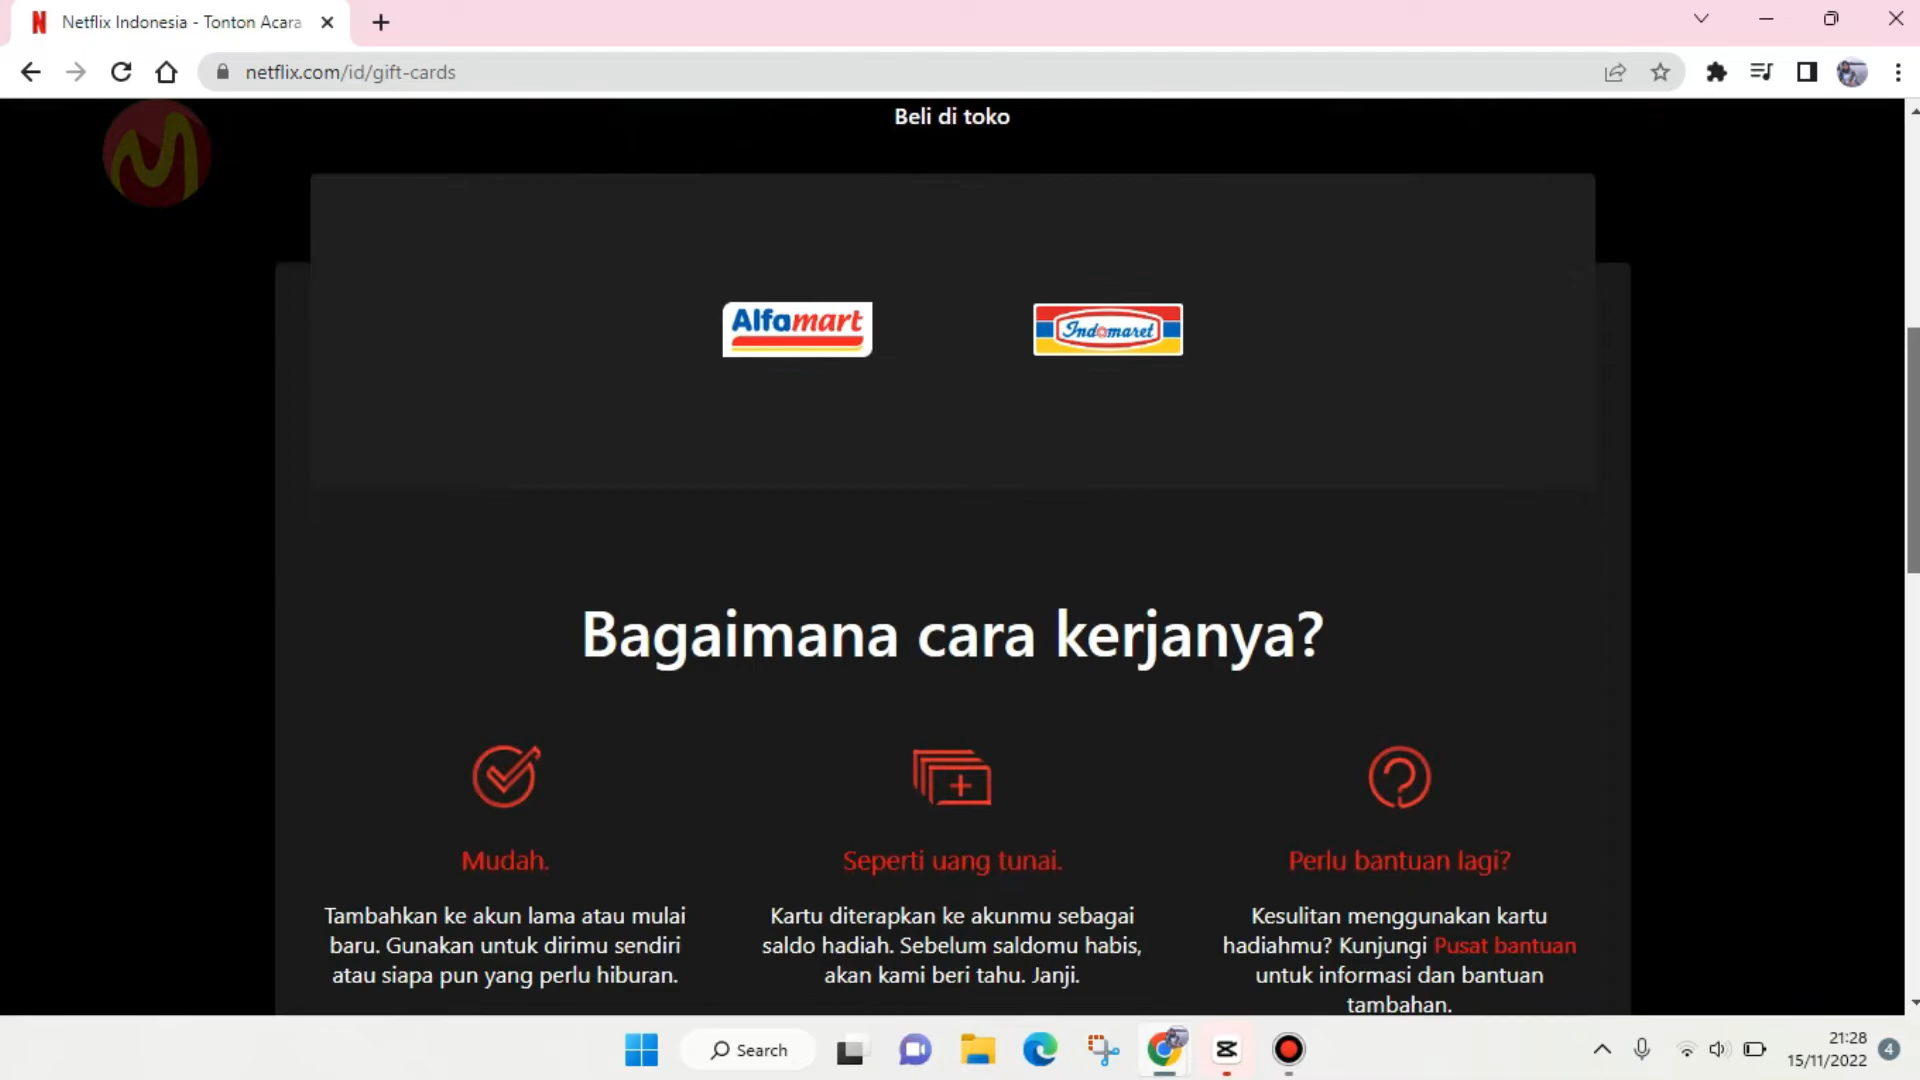 Netflix Indonesia - Tonton Acara
netflix.com/id/gift-cards
Beli di toko
Alfamart
Indomaret
Bagaimana cara kerjanya?
Mudah.
Tambahkan ke akun lama atau mulai
baru. Gunakan untuk dirimu sendiri
atau siapa pun yang perlu hiburan.
Seperti uang tunai.
Kartu diterapkan ke akunmu sebagai
saldo hadiah. Sebelum saldomu habis,
akan kami beri tahu. Janji.
Perlu bantuan lagi?
Kesulitan menggunakan kartu
hadiahmu? Kunjungi Pusat bantuan
untuk informasi dan bantuan
tambahan.
Search
21:28
15/11/2022
4